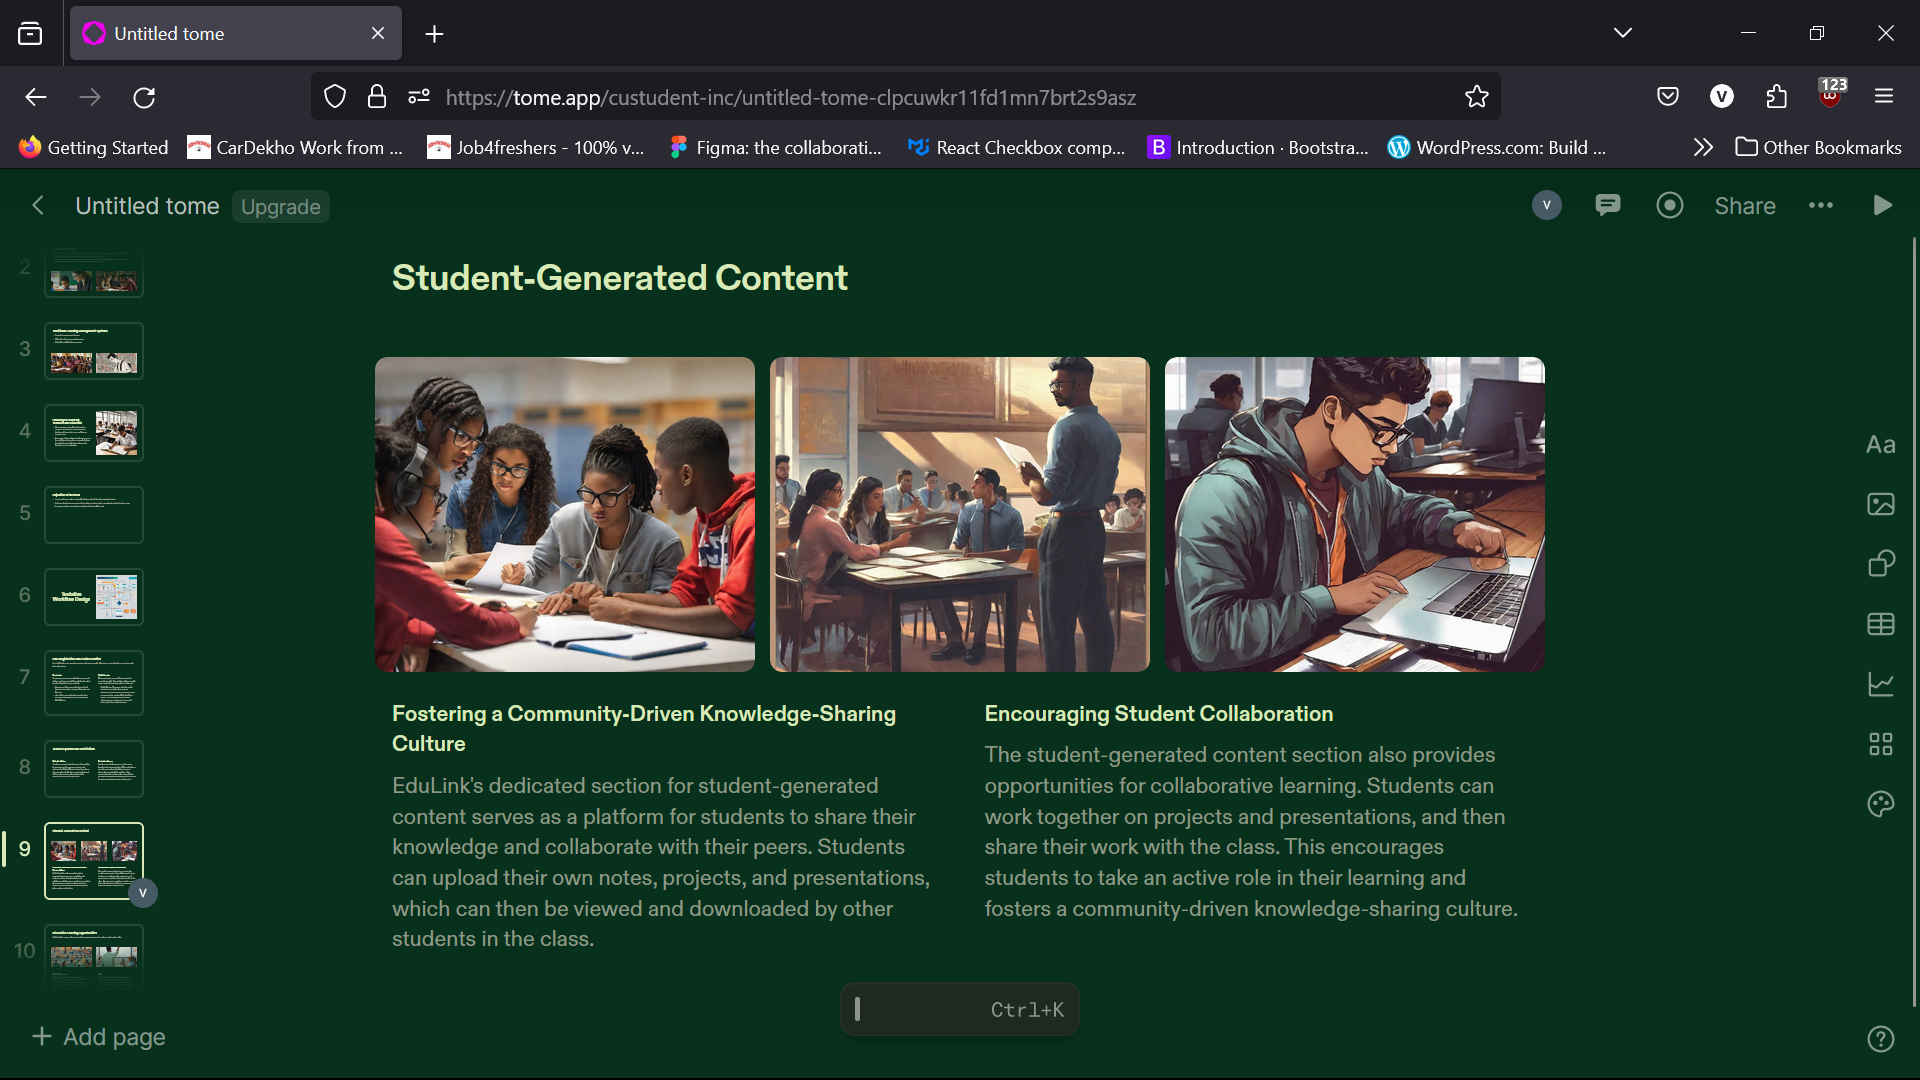 Untitled tome
https://tome.app/custudent-inc/untitled-tome-clpcuwkr11fd1mn7brt2s9asz
123
Getting Started
CarDekho Work from ...
Job4freshers - 100% v...
Figma: the collaborati...
React Checkbox comp...
Introduction · Bootstra...
WordPress.com: Build ...
Other Bookmarks
Untitled tome
Upgrade
V
Share
2
3
4
5
6
Tentative
Workflow Design
7
8
9
V
10
+ Add page
Student-Generated Content
Fostering a Community-Driven Knowledge-Sharing
Culture
EduLink's dedicated section for student-generated
content serves as a platform for students to share their
knowledge and collaborate with their peers. Students
can upload their own notes, projects, and presentations,
which can then be viewed and downloaded by other
students in the class.
Encouraging Student Collaboration
The student-generated content section also provides
opportunities for collaborative learning. Students can
work together on projects and presentations, and then
share their work with the class. This encourages
students to take an active role in their learning and
fosters a community-driven knowledge-sharing culture.
Ctrl+K
Aa